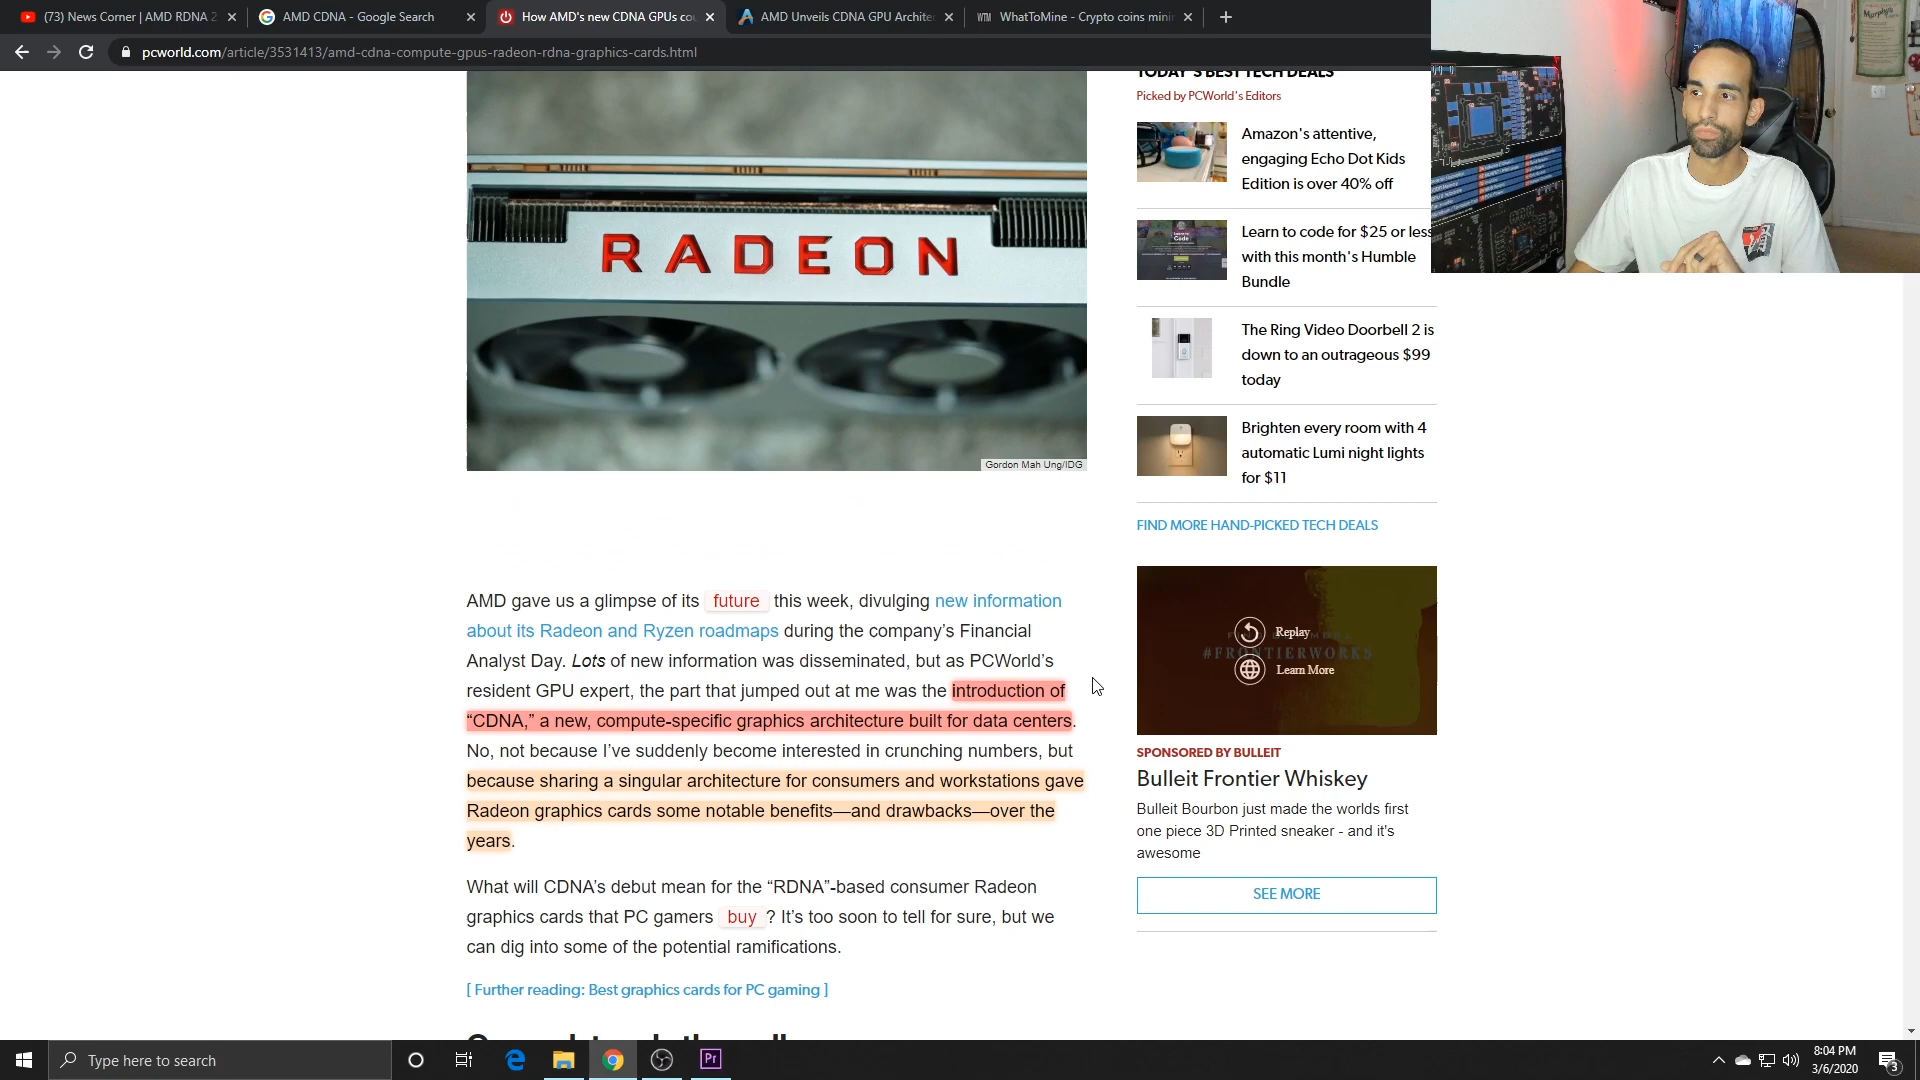 (73) News Corner | AMD RDNA 2
AMD CDNA - Google Search
How AMD's new CDNA GPUs co
AMD Unveils CDNA GPU Archite
WTM
WhatToMine - Crypto coins mini
pcworld.com/article/3531413/amd-cdna-compute-gpus-radeon-rdna-graphics-cards.html
RADEON
Gordon Mah Ung/IDG
AMD gave us a glimpse of its future this week, divulging new information
about its Radeon and Ryzen roadmaps during the company’s Financial
Analyst Day. Lots of new information was disseminated, but as PCWorld’s
resident GPU expert, the part that jumped out at me was the introduction of
“CDNA,” a new, compute-specific graphics architecture built for data centers.
No, not because I’ve suddenly become interested in crunching numbers, but
because sharing a singular architecture for consumers and workstations gave
Radeon graphics cards some notable benefits—and drawbacks—over the
years.
What will CDNA’s debut mean for the “RDNA”-based consumer Radeon
graphics cards that PC gamers buy ? It’s too soon to tell for sure, but we
can dig into some of the potential ramifications.
[ Further reading: Best graphics cards for PC gaming ]
TODAY'S BEST TECH DEALS
Picked by PCWorld's Editors
Amazon's attentive,
engaging Echo Dot Kids
Edition is over 40% off
Learn to code for $25 or less
with this month's Humble
Bundle
The Ring Video Doorbell 2 is
down to an outrageous $99
today
Brighten every room with 4
automatic Lumi night lights
for $11
FIND MORE HAND-PICKED TECH DEALS
Replay
#FRONTIERWORKS
Learn More
SPONSORED BY BULLEIT
Bulleit Frontier Whiskey
Bulleit Bourbon just made the worlds first
one piece 3D Printed sneaker - and it's
awesome
SEE MORE
Type here to search
Pr
8:04 PM
3/6/2020
3